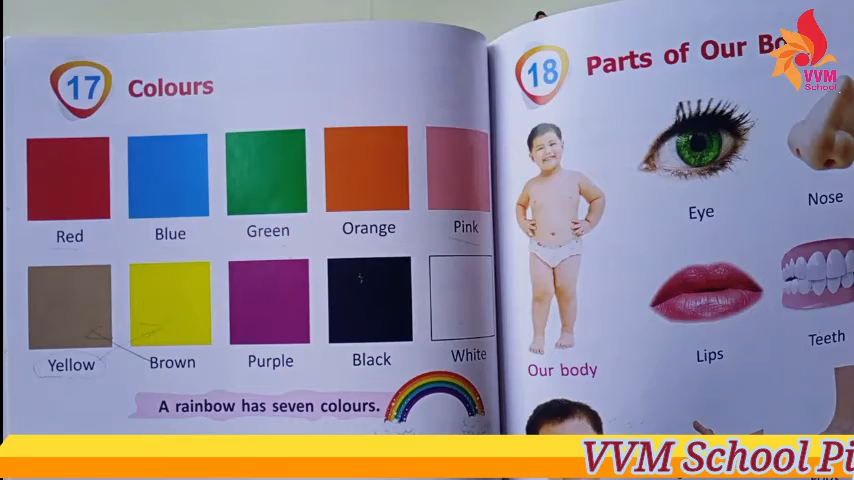 17 Colours
Red Blue Green Orange Pink
Yellow Brown Purple Black White
A rainbow has seven colours.
18 Parts of Our Bo
Eye Nose
Lips Teeth
Our body
VVM
School
VVM School Pi